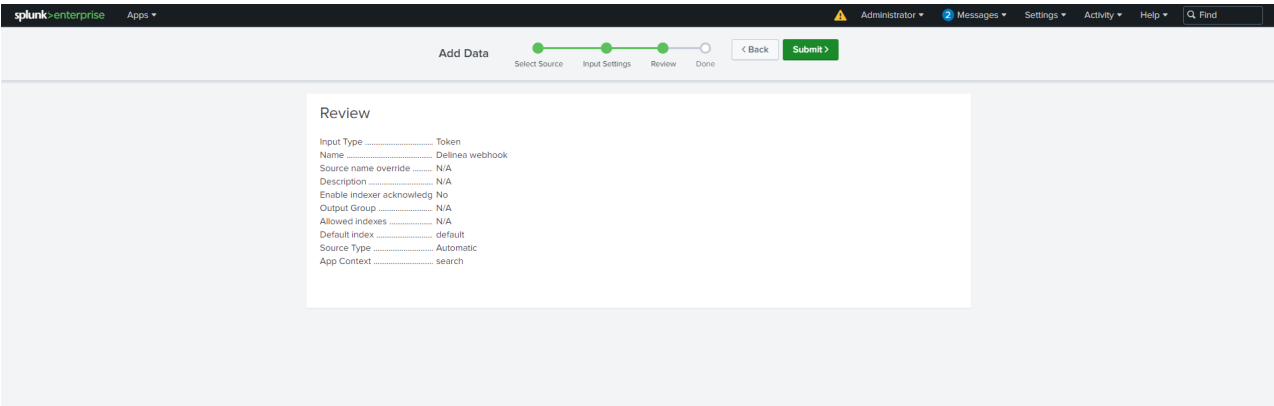 splunk>enterprise Apps Administrator 2 Messages Settings Activity Help Find
Add Data Select Source Input Settings Review Done < Back Submit >
Review
Input Type .................................. Token
Name ........................................... Delinea webhook
Source name override .......... N/A
Description ................................ N/A
Enable indexer acknowledg No
Output Group ........................... N/A
Allowed indexes ...................... N/A
Default index ............................ default
Source Type .............................. Automatic
App Context .............................. search